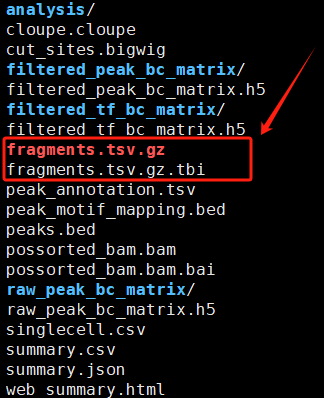 analysis/
cloupe.cloupe
cut_sites.bigwig
filtered_peak_bc_matrix/
filtered_peak_bc_matrix.h5
filtered_tf_bc_matrix/
filtered_tf_bc_matrix.h5
fragments.tsv.gz
fragments.tsv.gz.tbi
peak_annotation.tsv
peak_motif_mapping.bed
peaks.bed
possorted_bam.bam
possorted_bam.bam.bai
raw_peak_bc_matrix/
raw_peak_bc_matrix.h5
singlecell.csv
summary.csv
summary.json
web_summary.html